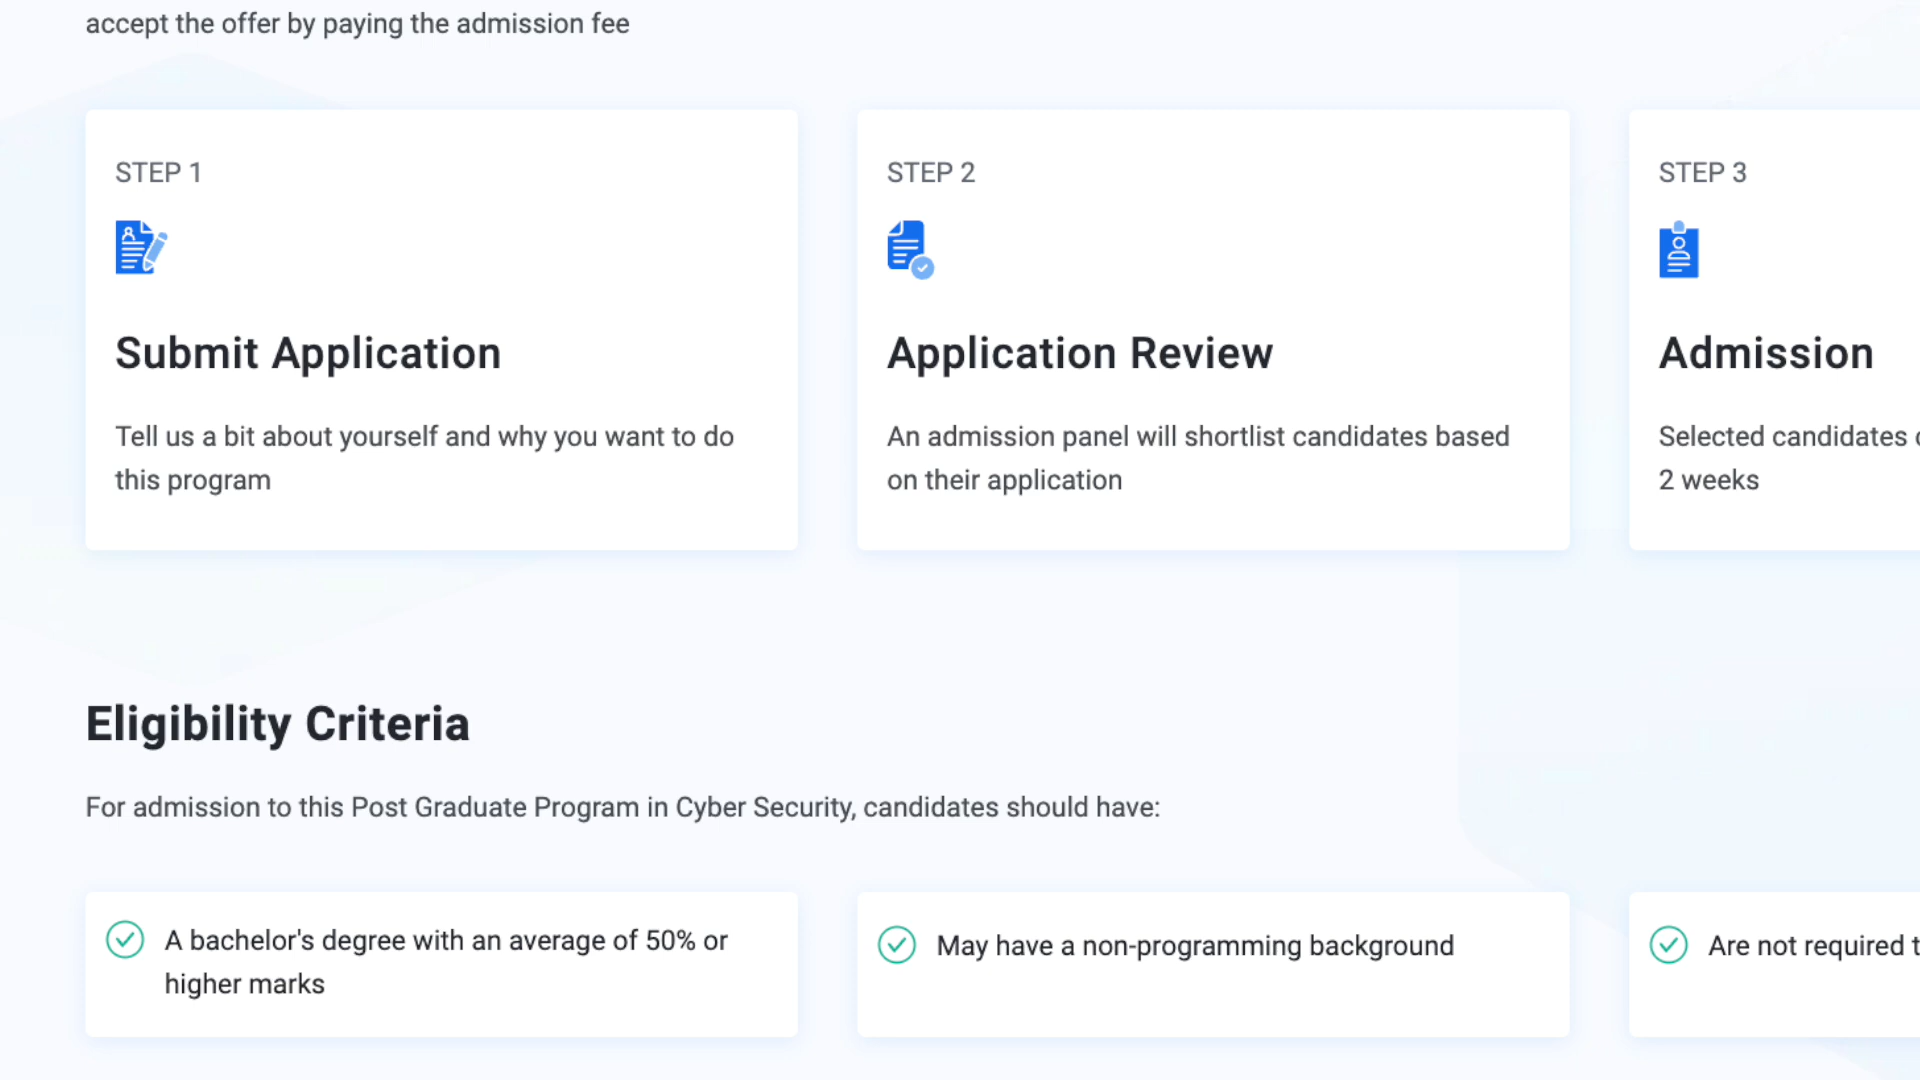 accept the offer by paying the admission fee
STEP 1
Submit Application
Tell us a bit about yourself and why you want to do
this program
STEP 2
Application Review
An admission panel will shortlist candidates based
on their application
STEP 3
Admission
Selected candidates
2 weeks
Eligibility Criteria
For admission to this Post Graduate Program in Cyber Security, candidates should have:
A bachelor's degree with an average of 50% or
higher marks
May have a non-programming background
Are not required